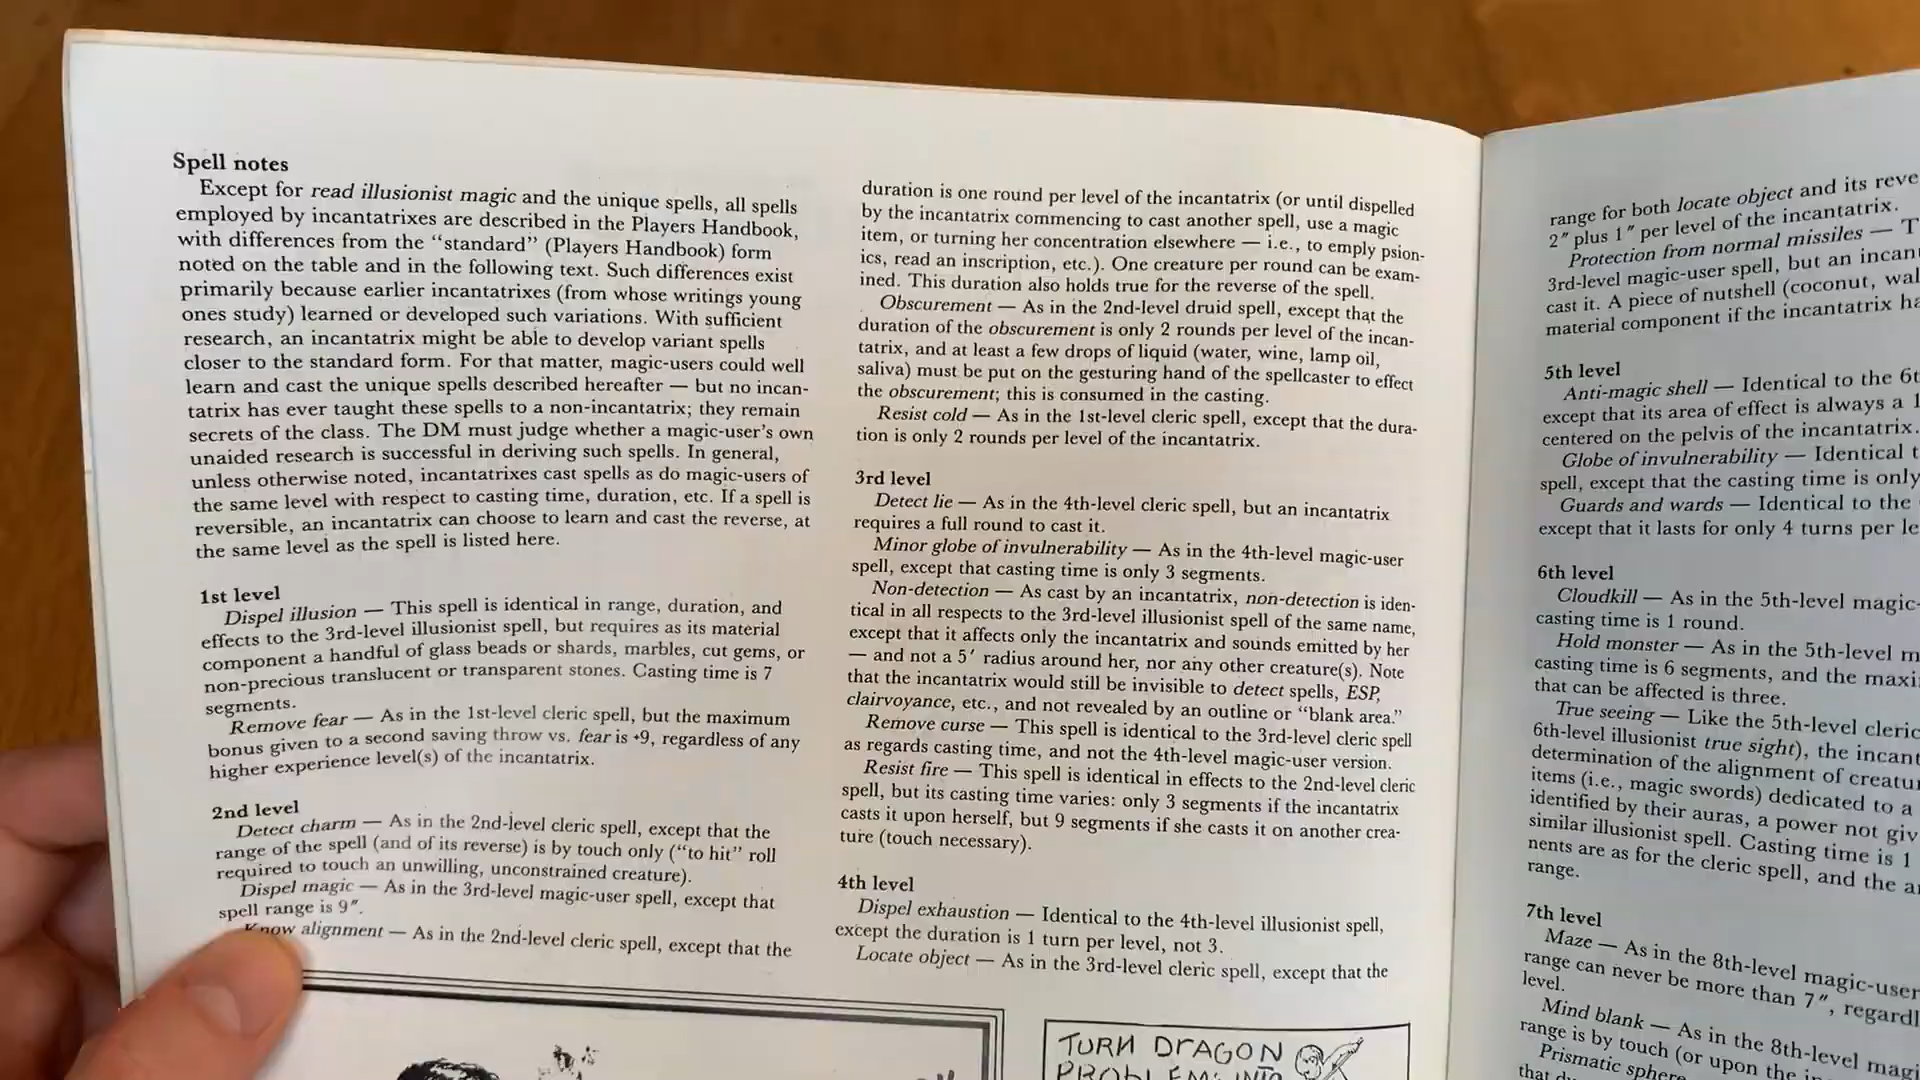 Spell notes
Except for read illusionist magic and the unique spells, all spells
employed by incantatrixes are described in the Players Handbook,
with differences from the “standard” (Players Handbook) form
noted on the table and in the following text. Such differences exist
primarily because earlier incantatrixes (from whose writings young
ones study) learned or developed such variations. With sufficient
research, an incantatrix might be able to develop variant spells
closer to the standard form. For that matter, magic-users could well
learn and cast the unique spells described hereafter — but no incan-
tatrix has ever taught these spells to a non-incantatrix; they remain
secrets of the class. The DM must judge whether a magic-user’s own
unaided research is successful in deriving such spells. In general,
unless otherwise noted, incantatrixes cast spells as do magic-users of
the same level with respect to casting time, duration, etc. If a spell is
reversible, an incantatrix can choose to learn and cast the reverse, at
the same level as the spell is listed here.
1st level
Dispel illusion — This spell is identical in range, duration, and
effects to the 3rd-level illusionist spell, but requires as its material
component a handful of glass beads or shards, marbles, cut gems, or
non-precious translucent or transparent stones. Casting time is 7
segments.
Remove fear — As in the 1st-level cleric spell, but the maximum
bonus given to a second saving throw vs. fear is +9, regardless of any
higher experience level(s) of the incantatrix.
2nd level
Detect charm — As in the 2nd-level cleric spell, except that the
range of the spell (and of its reverse) is by touch only (“to hit” roll
required to touch an unwilling, unconstrained creature).
Dispel magic — As in the 3rd-level magic-user spell, except that
spell range is 9″.
Know alignment — As in the 2nd-level cleric spell, except that the
duration is one round per level of the incantatrix (or until dispelled
by the incantatrix commencing to cast another spell, use a magic
item, or turning her concentration elsewhere — i.e., to emply psion-
ics, read an inscription, etc.). One creature per round can be exam-
ined. This duration also holds true for the reverse of the spell.
Obscurement — As in the 2nd-level druid spell, except that the
duration of the obscurement is only 2 rounds per level of the incan-
tatrix, and at least a few drops of liquid (water, wine, lamp oil,
saliva) must be put on the gesturing hand of the spellcaster to effect
the obscurement; this is consumed in the casting.
Resist cold — As in the 1st-level cleric spell, except that the dura-
tion is only 2 rounds per level of the incantatrix.
3rd level
Detect lie — As in the 4th-level cleric spell, but an incantatrix
requires a full round to cast it.
Minor globe of invulnerability — As in the 4th-level magic-user
spell, except that casting time is only 3 segments.
Non-detection — As cast by an incantatrix, non-detection is iden-
tical in all respects to the 3rd-level illusionist spell of the same name,
except that it affects only the incantatrix and sounds emitted by her
— and not a 5′ radius around her, nor any other creature(s). Note
that the incantatrix would still be invisible to detect spells, ESP,
clairvoyance, etc., and not revealed by an outline or “blank area.”
Remove curse — This spell is identical to the 3rd-level cleric spell
as regards casting time, and not the 4th-level magic-user version.
Resist fire — This spell is identical in effects to the 2nd-level cleric
spell, but its casting time varies: only 3 segments if the incantatrix
casts it upon herself, but 9 segments if she casts it on another crea-
ture (touch necessary).
4th level
Dispel exhaustion — Identical to the 4th-level illusionist spell,
except the duration is 1 turn per level, not 3.
Locate object — As in the 3rd-level cleric spell, except that the
TURN DRAGON
range for both locate object and its
2″ plus 1″ per level of the incantatrix.
Protection from normal missiles —
3rd-level magic-user spell, but an
cast it. A piece of nutshell (coconut,
material component if the incantatrix
5th level
Anti-magic shell — Identical to the
except that its area of effect is always a
centered on the pelvis of the incantatrix.
Globe of invulnerability — Identical
spell, except that the casting time is only
Guards and wards — Identical to the
except that it lasts for only 4 turns per
6th level
Cloudkill — As in the 5th-level
casting time is 1 round.
Hold monster — As in the 5th-level
casting time is 6 segments, and the
that can be affected is three.
True seeing — Like the 5th-level
6th-level illusionist true sight), the
determination of the alignment of
items (i.e., magic swords) dedicated to a
identified by their auras, a power not
similar illusionist spell. Casting time is 1
nents are as for the cleric spell, and the
range.
7th level
Maze — As in the 8th-level magic-user
range can never be more than 7″,
level.
Mind blank — As in the 8th-level
range is by touch (or upon the
Prismatic sphere